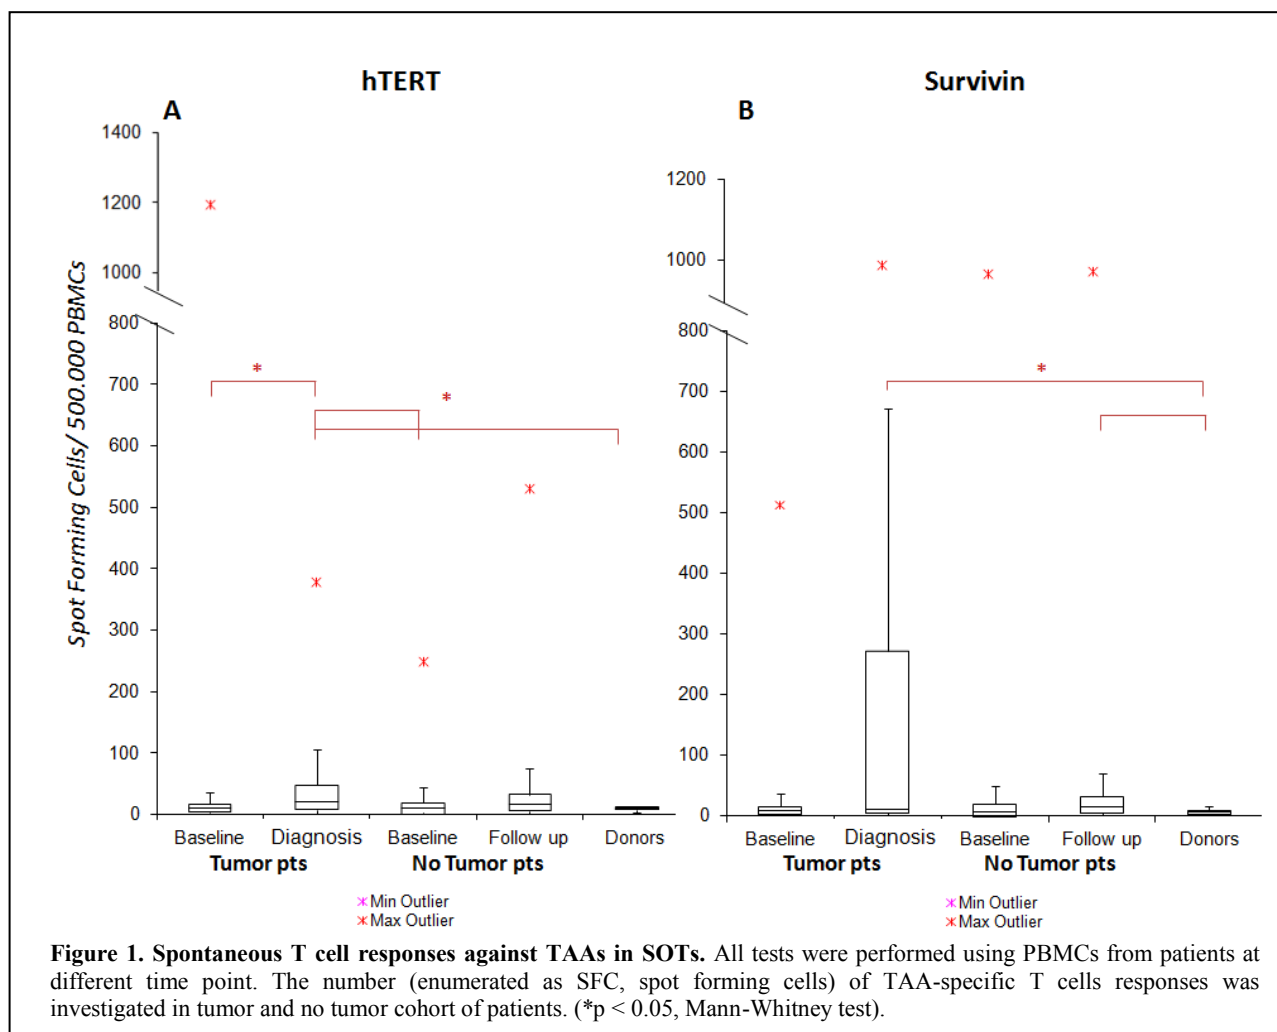 hTERT
A
Spot Forming Cells/ 500.000 PBMCs
1400
1200
1000
800
700
600
500
400
300
200
100
0
*
*
Baseline Diagnosis Baseline Follow up Donors
Tumor pts No Tumor pts
Min Outlier
Max Outlier
Survivin
B
1200
1000
800
700
600
500
400
300
200
100
0
*
Baseline Diagnosis Baseline Follow up Donors
Tumor pts No Tumor pts
Min Outlier
Max Outlier
Figure 1. Spontaneous T cell responses against TAAs in SOTs. All tests were performed using PBMCs from patients at
different time point. The number (enumerated as SFC, spot forming cells) of TAA-specific T cells responses was
investigated in tumor and no tumor cohort of patients. (*p < 0.05, Mann-Whitney test).